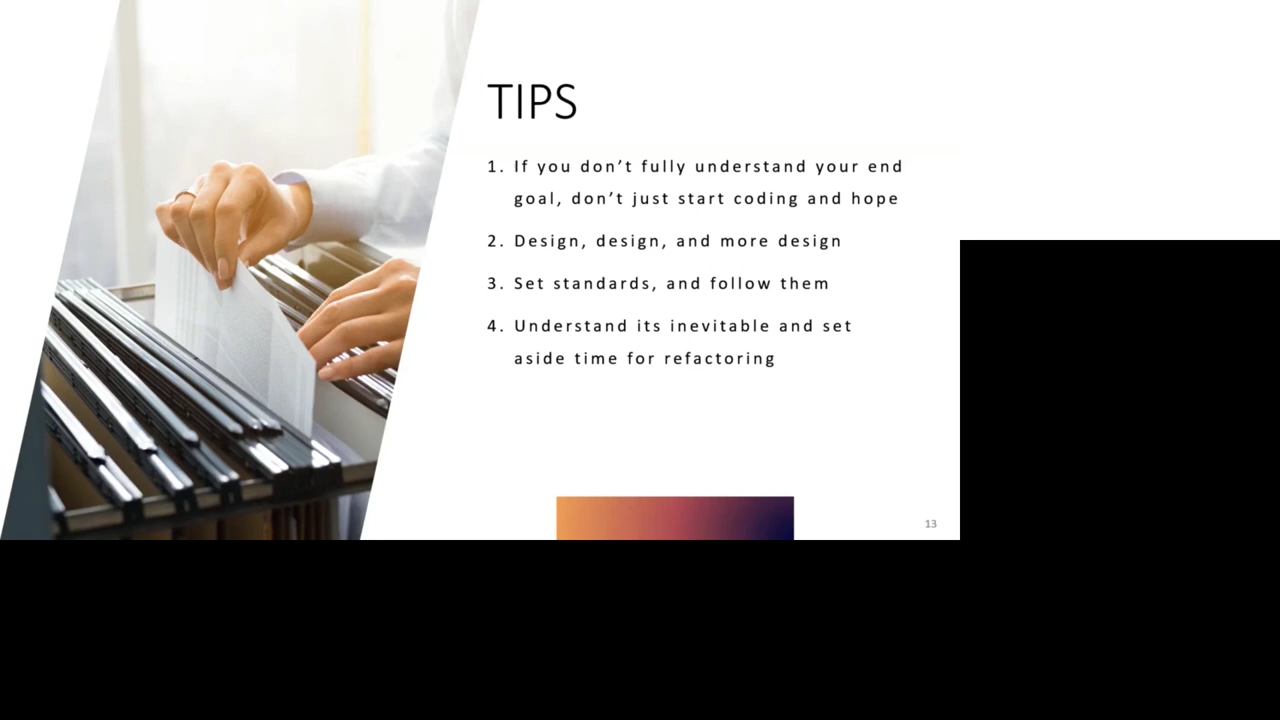 TIPS
1. If you don’t fully understand your end
goal, don’t just start coding and hope
2. Design, design, and more design
3. Set standards, and follow them
4. Understand its inevitable and set
aside time for refactoring
13